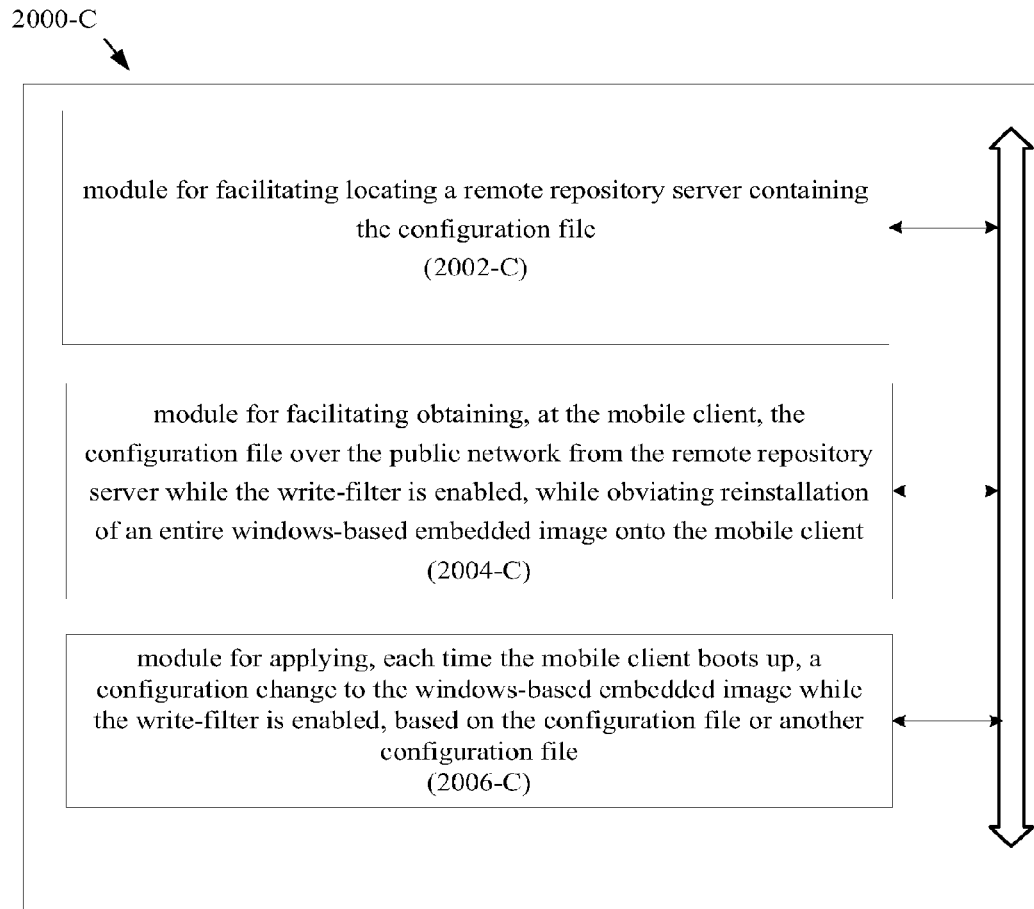 2000-C
module for facilitating locating a remote repository server containing
the configuration file
(2002-C)
module for facilitating obtaining, at the mobile client, the
configuration file over the public network from the remote repository
server while the write-filter is enabled, while obviating reinstallation
of an entire windows-based embedded image onto the mobile client
(2004-C)
module for applying, each time the mobile client boots up, a
configuration change to the windows-based embedded image while
the write-filter is enabled, based on the configuration file or another
configuration file
(2006-C)